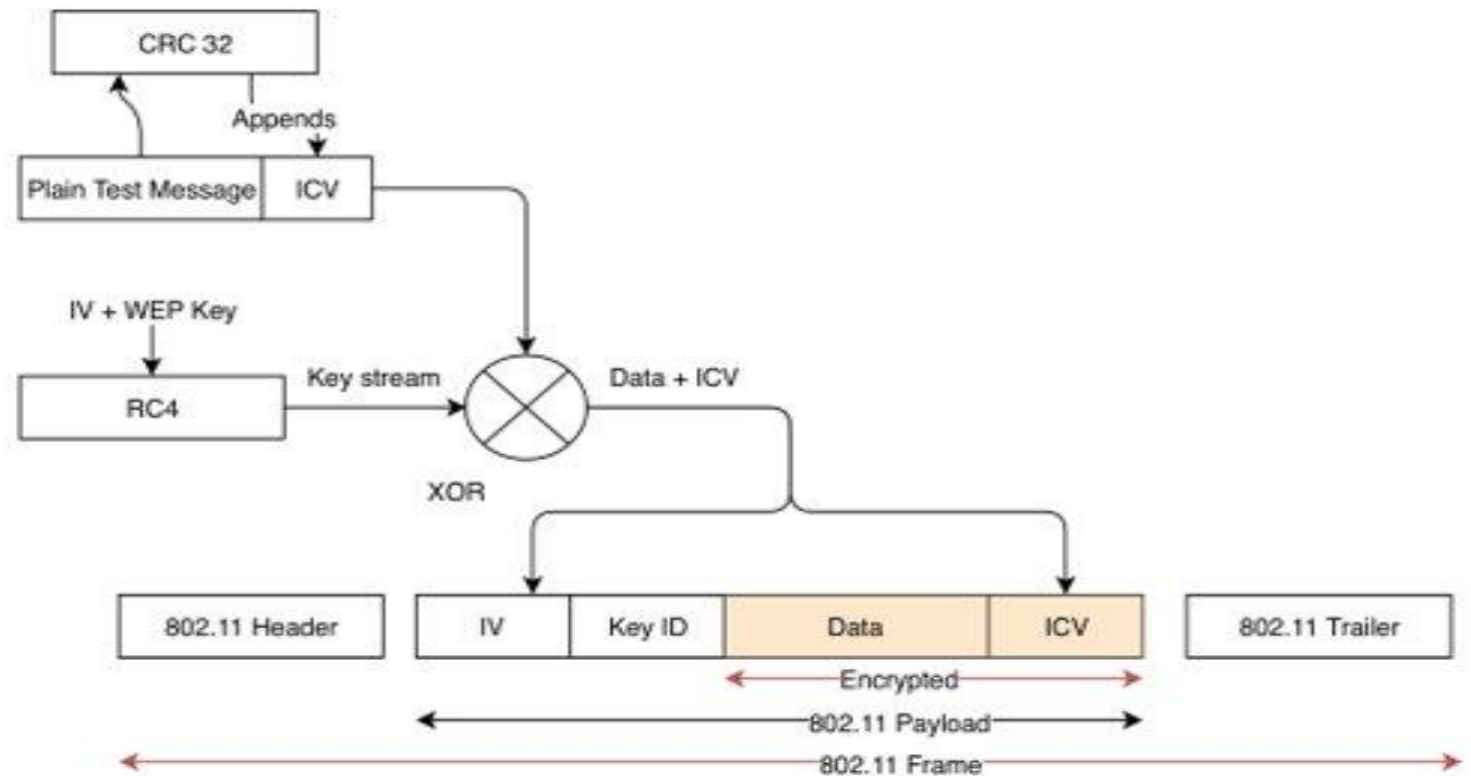 CRC 32
Appends
Plain Test Message ICV
IV + WEP Key
RC4
Key stream
Data + ICV
XOR
802.11 Header IV Key ID Data ICV 802.11 Trailer
Encrypted
802.11 Payload
802.11 Frame